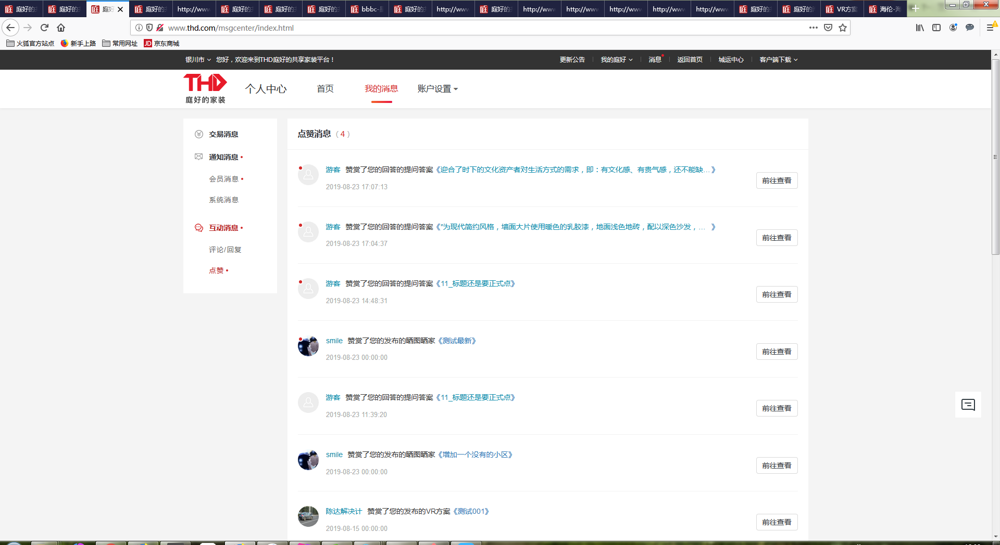 庭好的
庭好的
庭好
庭好的
http://www
庭好的
庭好的
庭好的
bbbc-
庭好的
http://www
庭好的
http://www
http://www
http://www
http://www
http://www
庭好的
庭好的
VR方案
海伦-海
www.thd.com/msgcenter/index.html
火狐官方站点 新手上路 常用网址 JD 京东商城
银川市 您好，欢迎来到THD庭好的共享家装平台！ 更新公告 我的庭好 消息 返回首页 城运中心 客户端下载
THD
庭好的家装
个人中心 首页 我的消息 账户设置
交易消息
通知消息
会员消息
系统消息
互动消息
评论/回复
点赞
点赞消息（4）
游客 赞赏了您的回答的提问答案《迎合了时下的文化资产者对生活方式的需求，即：有文化感、有贵气感，还不能缺...》
2019-08-23 17:07:13
前往查看
游客 赞赏了您的回答的提问答案《"为现代简约风格，墙面大片使用暖色的乳胶漆，地面浅色地砖，配以深色沙发，... 》
2019-08-23 17:04:37
前往查看
游客 赞赏了您的回答的提问答案《11_标题还是要正式点》
2019-08-23 14:48:31
前往查看
smile 赞赏了您的发布的晒图晒家《测试最新》
2019-08-23 00:00:00
前往查看
游客 赞赏了您的回答的提问答案《11_标题还是要正式点》
2019-08-23 11:39:20
前往查看
smile 赞赏了您的发布的晒图晒家《增加一个没有的小区》
2019-08-23 00:00:00
前往查看
陈达解决计 赞赏了您的发布的VR方案《测试001》
2019-08-15 00:00:00
前往查看